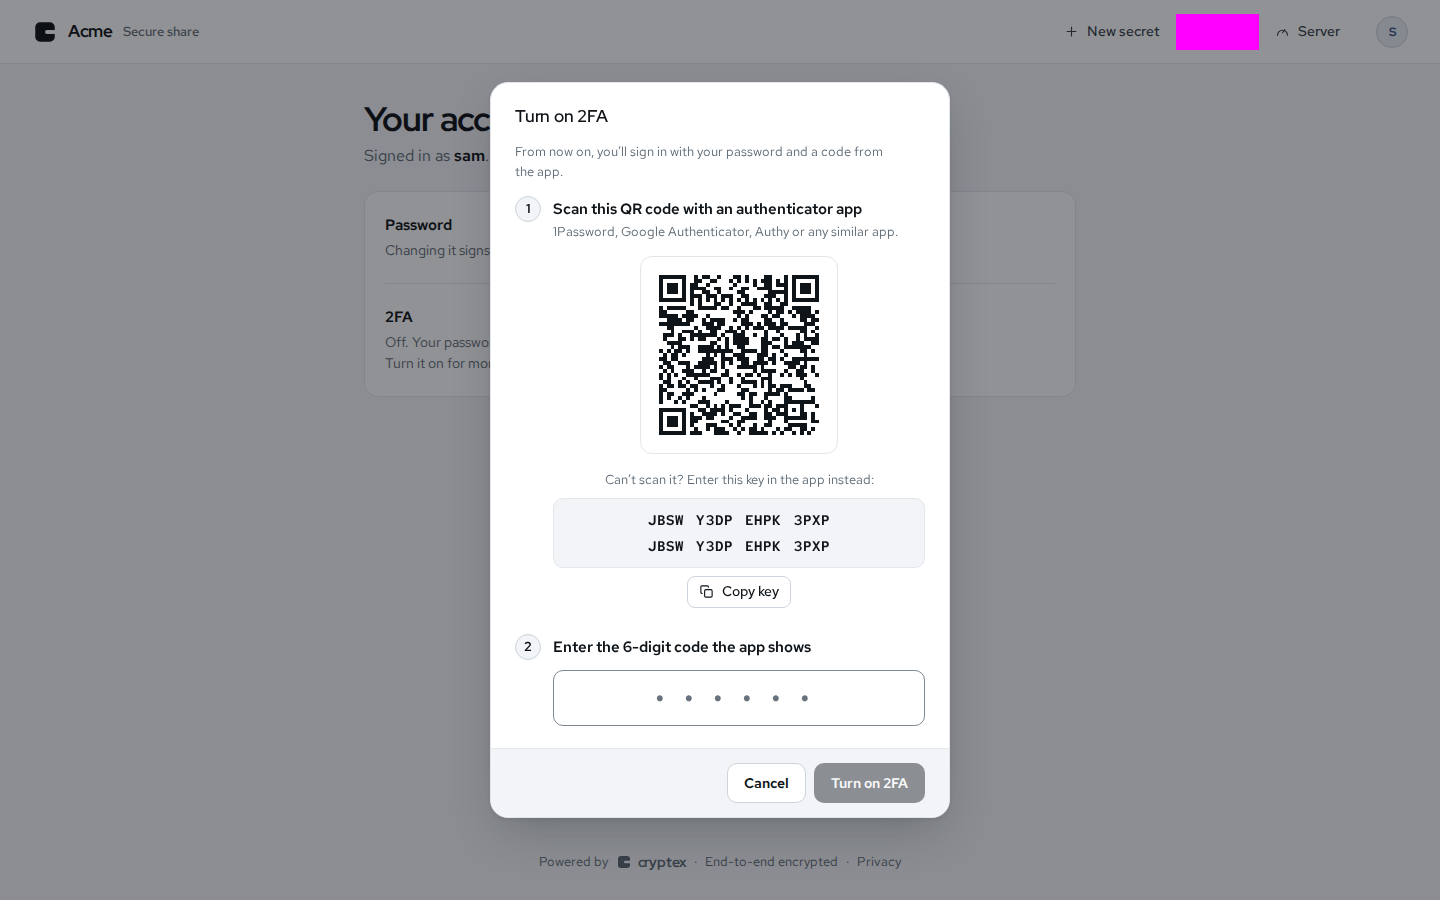 Acme Secure share
New secret
Server
S
Your acc
Signed in as sam.
Password
Changing it signs
2FA
Off. Your passwo
Turn it on for mo
Turn on 2FA
From now on, you'll sign in with your password and a code from
the app.
1 Scan this QR code with an authenticator app
1Password, Google Authenticator, Authy or any similar app.
Can't scan it? Enter this key in the app instead:
JBSW Y3DP EHPK 3PXP
JBSW Y3DP EHPK 3PXP
Copy key
2 Enter the 6-digit code the app shows
Cancel
Turn on 2FA
Powered by cryptex · End-to-end encrypted · Privacy